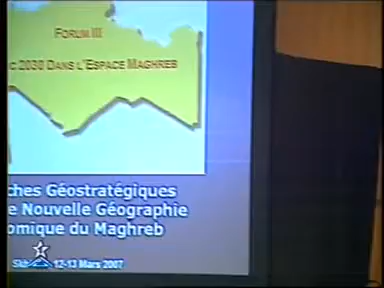 FORUM III
C 2030 DANS L'ESPACE MAGHREB
ches Géostratégiques
e Nouvelle Géographie
omique du Maghreb
12-13 Mars 2007